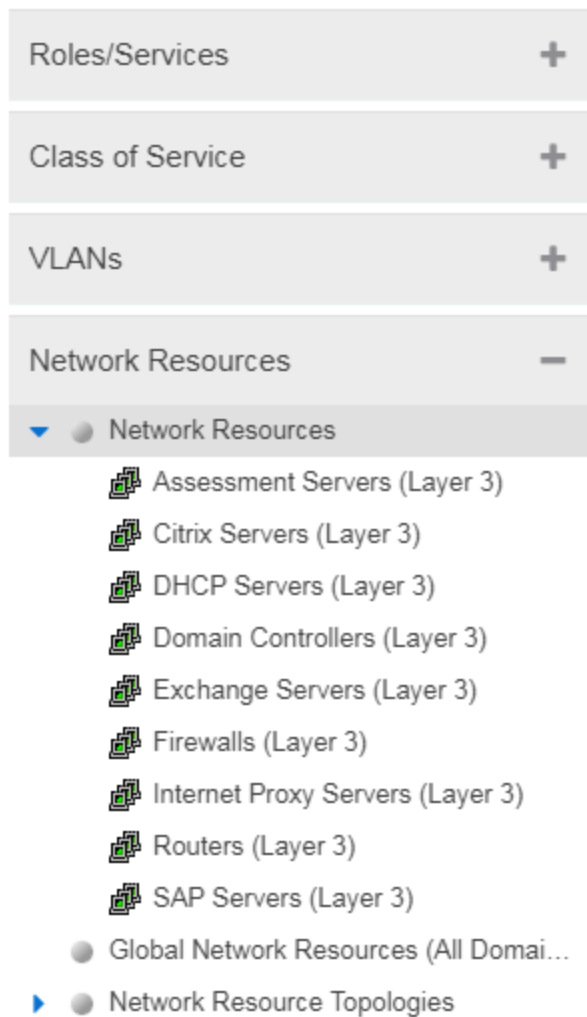 Roles/Services
Class of Service
VLANs
Network Resources
Network Resources
Assessment Servers (Layer 3)
Citrix Servers (Layer 3)
DHCP Servers (Layer 3)
Domain Controllers (Layer 3)
Exchange Servers (Layer 3)
Firewalls (Layer 3)
Internet Proxy Servers (Layer 3)
Routers (Layer 3)
SAP Servers (Layer 3)
Global Network Resources (All Domai...
Network Resource Topologies